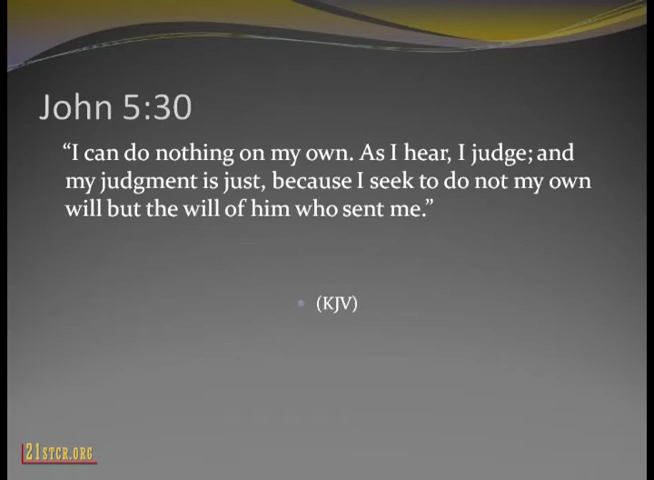 John 5:30
“I can do nothing on my own. As I hear, I judge; and
my judgment is just, because I seek to do not my own
will but the will of him who sent me.”
• (KJV)
21STCR.ORG